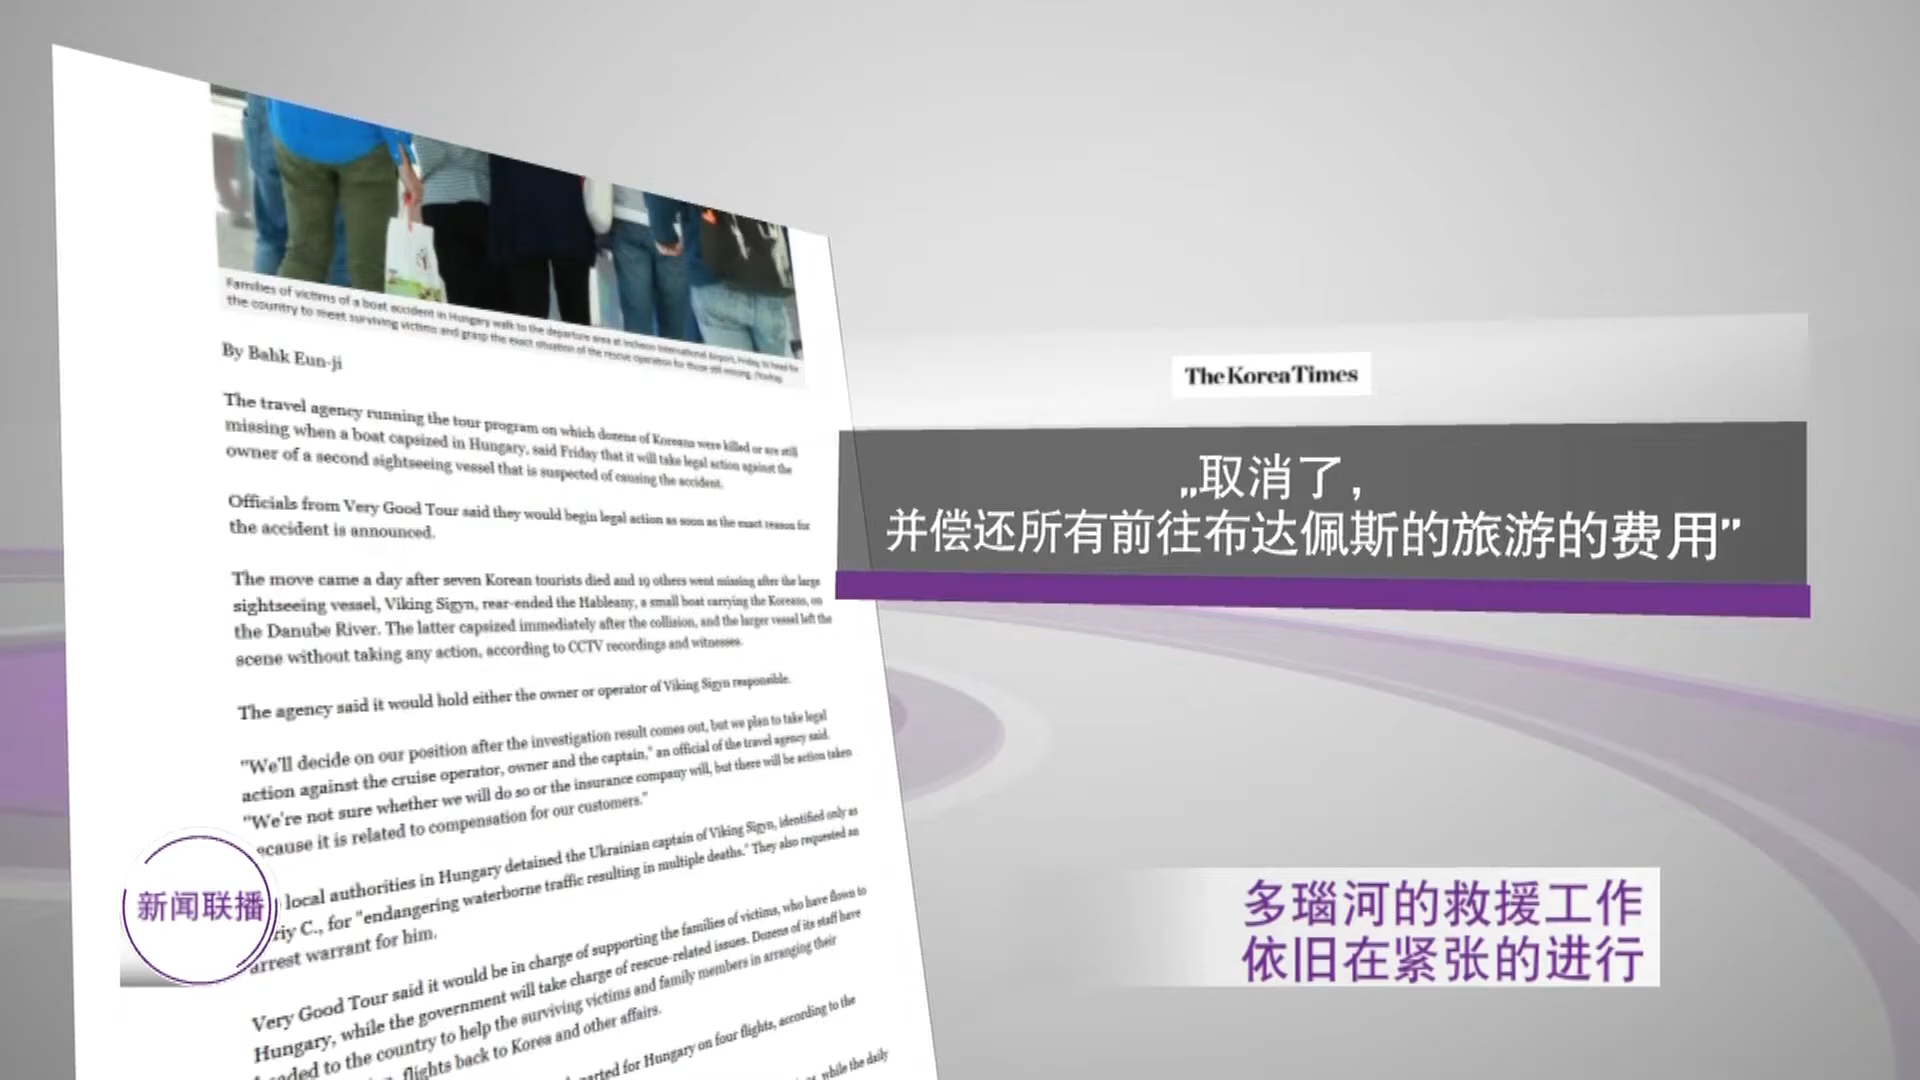 Families of victims of a boat accident in Hungary walk to the departure area at Incheon International Airport, Friday, to head for
the country to meet surviving victims and grasp the exact situation of the rescue operation for those still missing. /Yonhap
By Bahk Eun-ji
The travel agency running the tour program on which dozens of Koreans were killed or are still
missing when a boat capsized in Hungary, said Friday that it will take legal action against the
owner of a second sightseeing vessel that is suspected of causing the accident.
Officials from Very Good Tour said they would begin legal action as soon as the exact reason for
the accident is announced.
The move came a day after seven Korean tourists died and 19 others went missing after the large
sightseeing vessel, Viking Sigyn, rear-ended the Hableany, a small boat carrying the Koreans, on
the Danube River. The latter capsized immediately after the collision, and the larger vessel left the
scene without taking any action, according to CCTV recordings and witnesses.
The agency said it would hold either the owner or operator of Viking Sigyn responsible.
"We'll decide on our position after the investigation result comes out, but we plan to take legal
action against the cruise operator, owner and the captain," an official of the travel agency said.
"We're not sure whether we will do so or the insurance company will, but there will be action taken
ecause it is related to compensation for our customers."
local authorities in Hungary detained the Ukrainian captain of Viking Sigyn, identified only as
riy C., for "endangering waterborne traffic resulting in multiple deaths." They also requested an
arrest warrant for him.
Very Good Tour said it would be in charge of supporting the families of victims, who have flown to
Hungary, while the government will take charge of rescue-related issues. Dozens of its staff have
eaded to the country to help the surviving victims and family members in arranging their
flights back to Korea and other affairs.
arted for Hungary on four flights, according to the
, while the daily
The Korea Times
„取消了，
并偿还所有前往布达佩斯的旅游的费用”
新闻联播
多瑙河的救援工作
依旧在紧张的进行